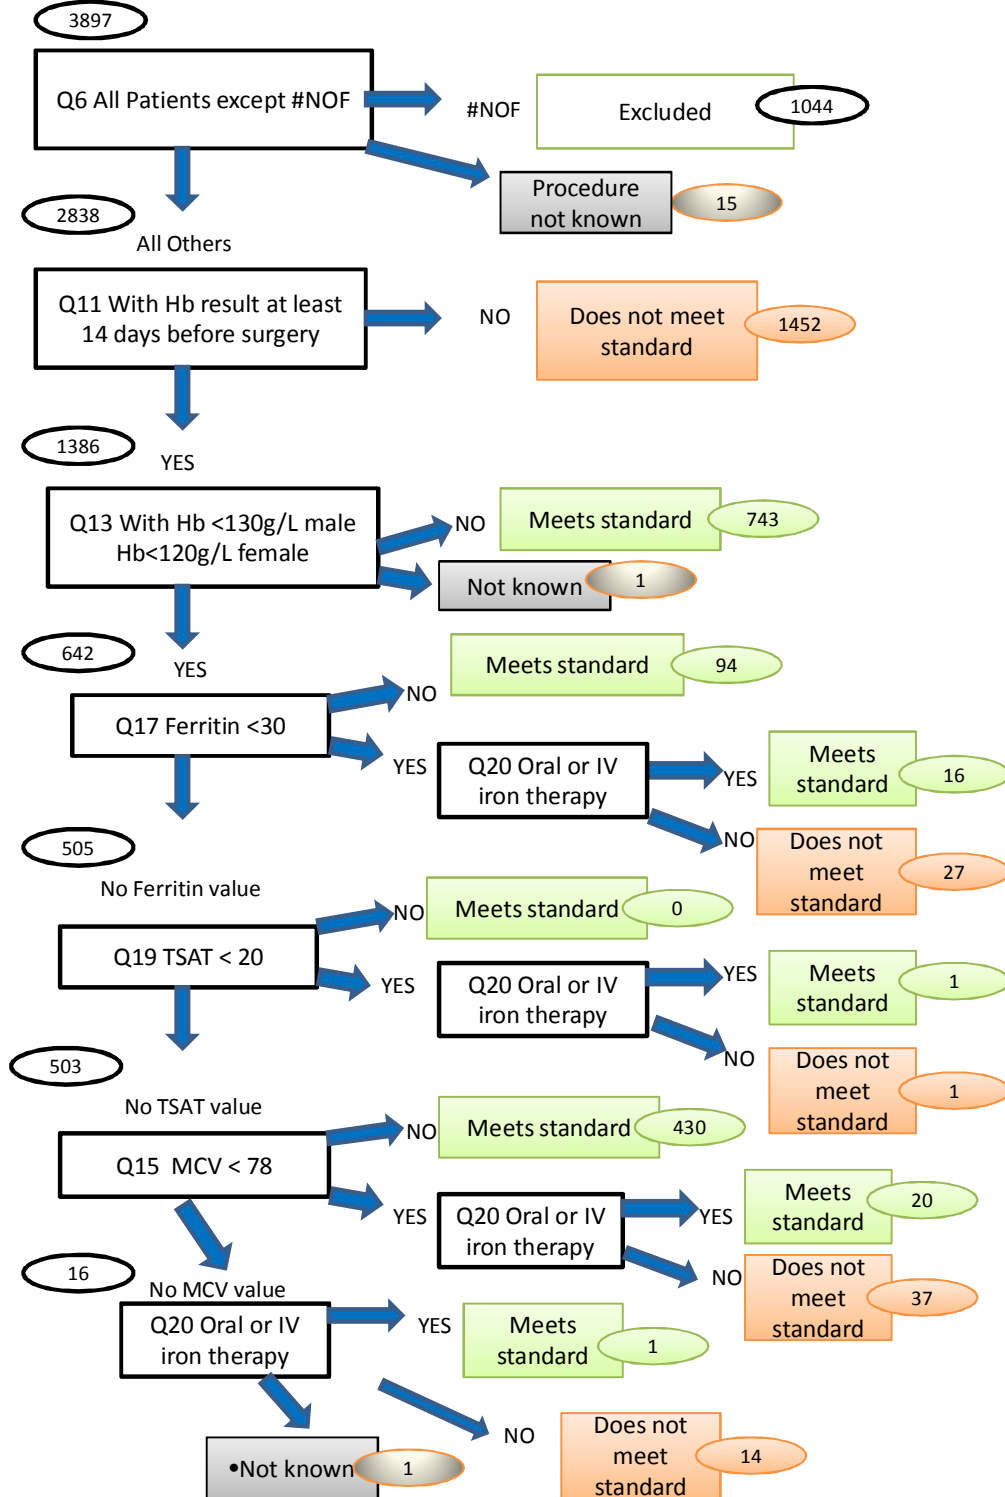 3897
Q6 All Patients except #NOF
#NOF
Excluded
1044
Procedure
not known
15
2838
All Others
Q11 With Hb result at least
14 days before surgery
NO
Does not meet
standard
1452
1386
YES
Q13 With Hb <130g/L male
Hb<120g/L female
NO
Meets standard
743
Not known
1
642
YES
Meets standard
94
NO
Q17 Ferritin <30
YES
Q20 Oral or IV
iron therapy
YES
Meets
standard
16
NO
Does not
meet
standard
27
505
No Ferritin value
NO
Meets standard
0
Q19 TSAT < 20
YES
Q20 Oral or IV
iron therapy
YES
Meets
standard
1
NO
Does not
meet
standard
1
503
No TSAT value
NO
Meets standard
430
Q15 MCV < 78
YES
Q20 Oral or IV
iron therapy
YES
Meets
standard
20
NO
Does not
meet
standard
37
16
No MCV value
Q20 Oral or IV
iron therapy
YES
Meets
standard
1
NO
Does not
meet
standard
14
•Not known
1